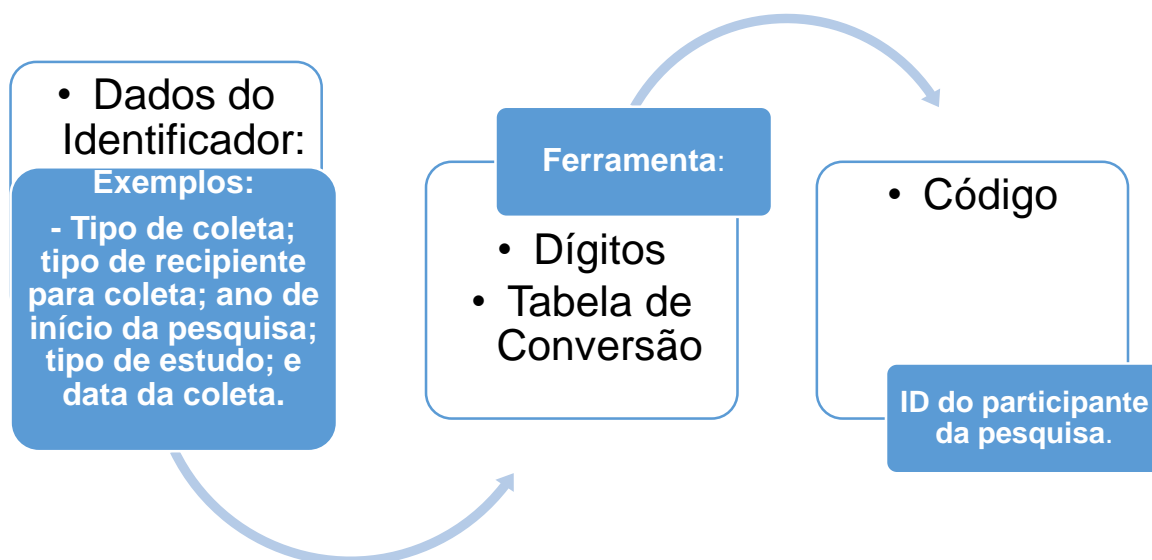 • Dados do
Identificador:
Exemplos:
- Tipo de coleta;
tipo de recipiente
para coleta; ano de
início da pesquisa;
tipo de estudo; e
data da coleta.
Ferramenta:
• Dígitos
• Tabela de
Conversão
• Código
ID do participante
da pesquisa.